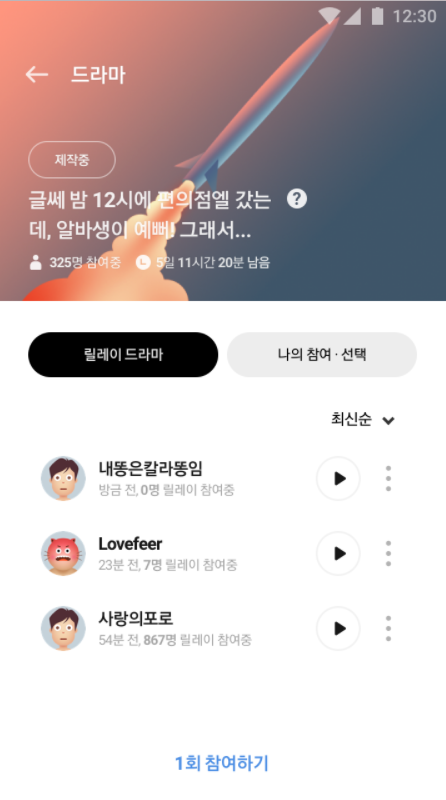 12:30
드라마
제작중
글쎄 밤 12시에 편의점엘 갔는
데, 알바생이 예뻐! 그래서...
?
325명 참여중 5일 11시간 20분 남음
릴레이 드라마
나의 참여 · 선택
최신순
내똥은칼라똥임
방금 전, 0명 릴레이 참여중
Lovefeer
23분 전, 7명 릴레이 참여중
사랑의포로
54분 전, 867명 릴레이 참여중
1회 참여하기